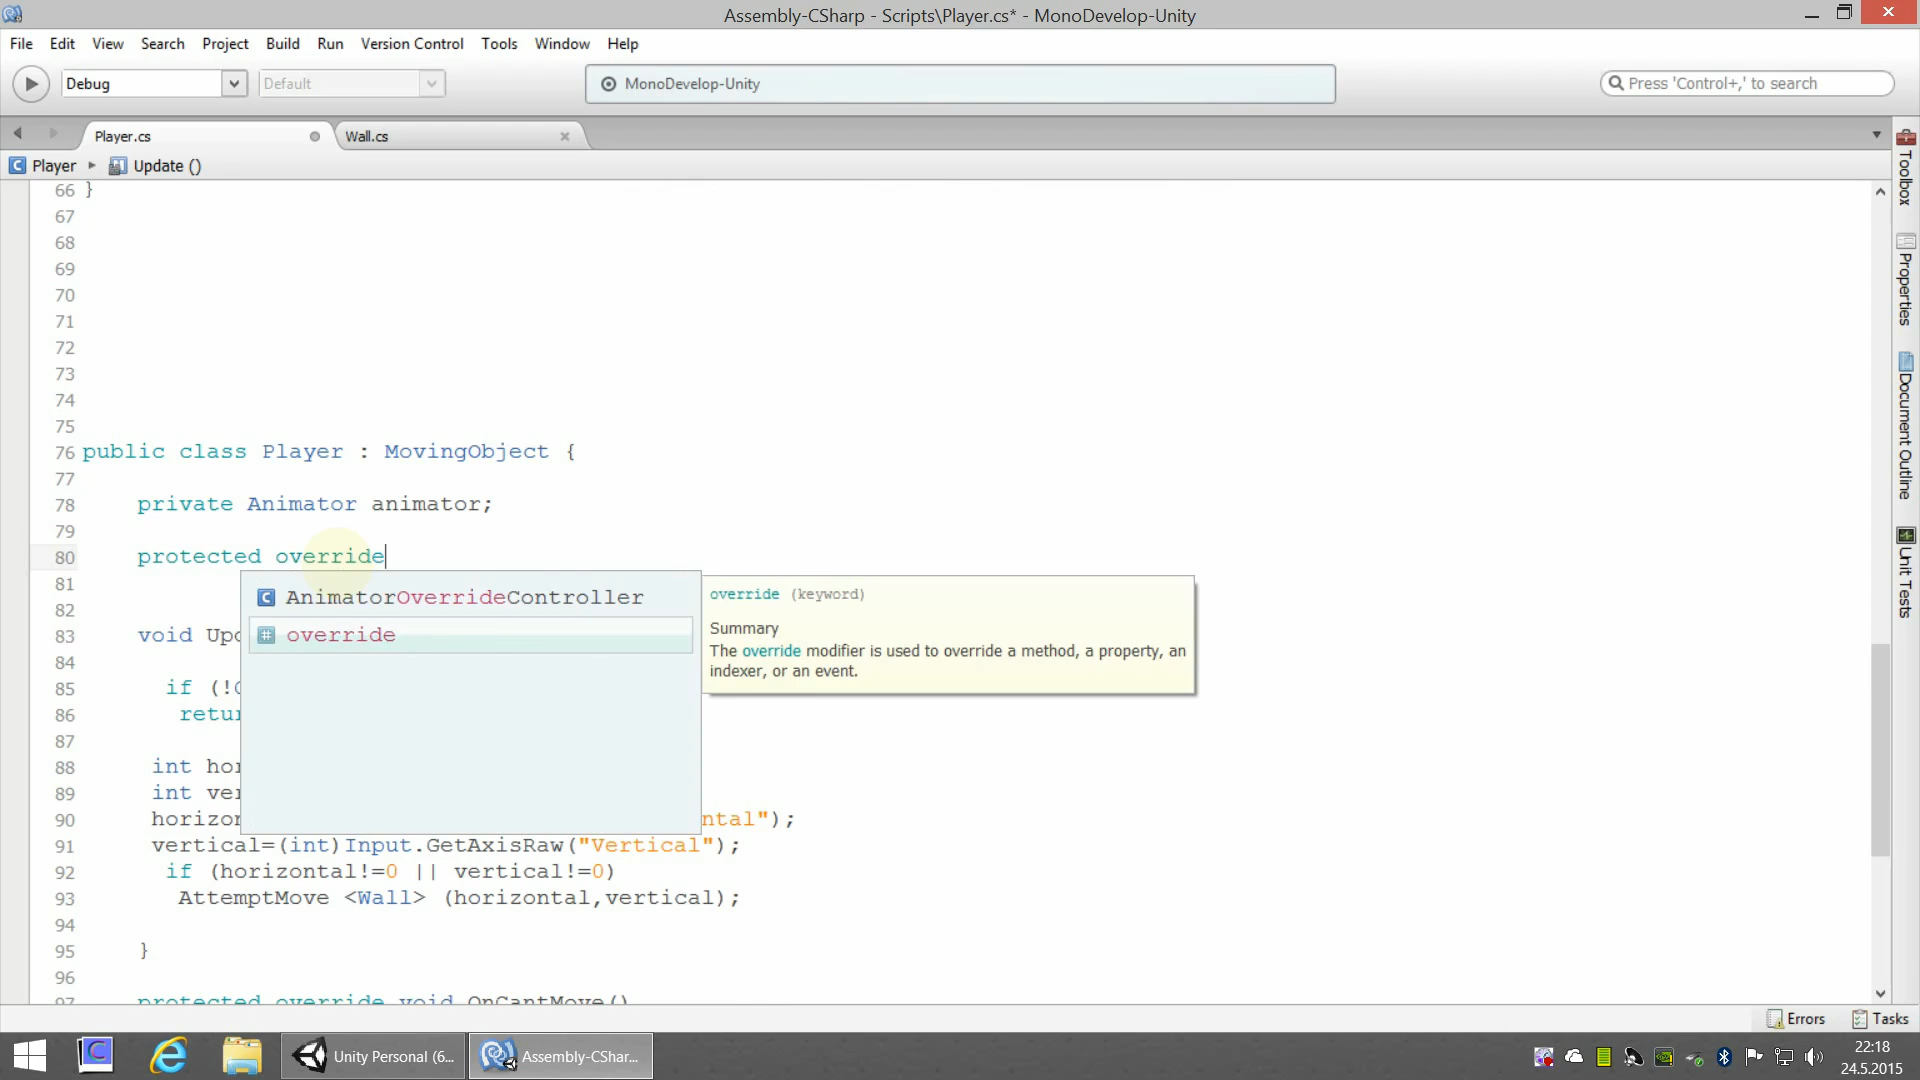 Assembly-CSharp - Scripts\Player.cs* - MonoDevelop-Unity
File Edit View Search Project Build Run Version Control Tools Window Help
Debug Default MonoDevelop-Unity Press 'Control+,' to search
Player.cs Wall.cs
Player Update ()
66 }
67
68
69
70
71
72
73
74
75
76 public class Player : MovingObject {
77
78 private Animator animator;
79
80 protected override
81
82
83 void Upd
84
85 if (!G
86 retur
87
88 int hor
89 int ver
90 horizon ntal");
91 vertical=(int)Input.GetAxisRaw("Vertical");
92 if (horizontal!=0 || vertical!=0)
93 AttemptMove <Wall> (horizontal,vertical);
94
95 }
96
97 protected override void OnCantMove()
AnimatorOverrideController
override
override (keyword)
Summary
The override modifier is used to override a method, a property, an
indexer, or an event.
Toolbox
Properties
Document Outline
Unit Tests
Errors Tasks
C
Unity Personal (6...
Assembly-CShar...
22:18
24.5.2015